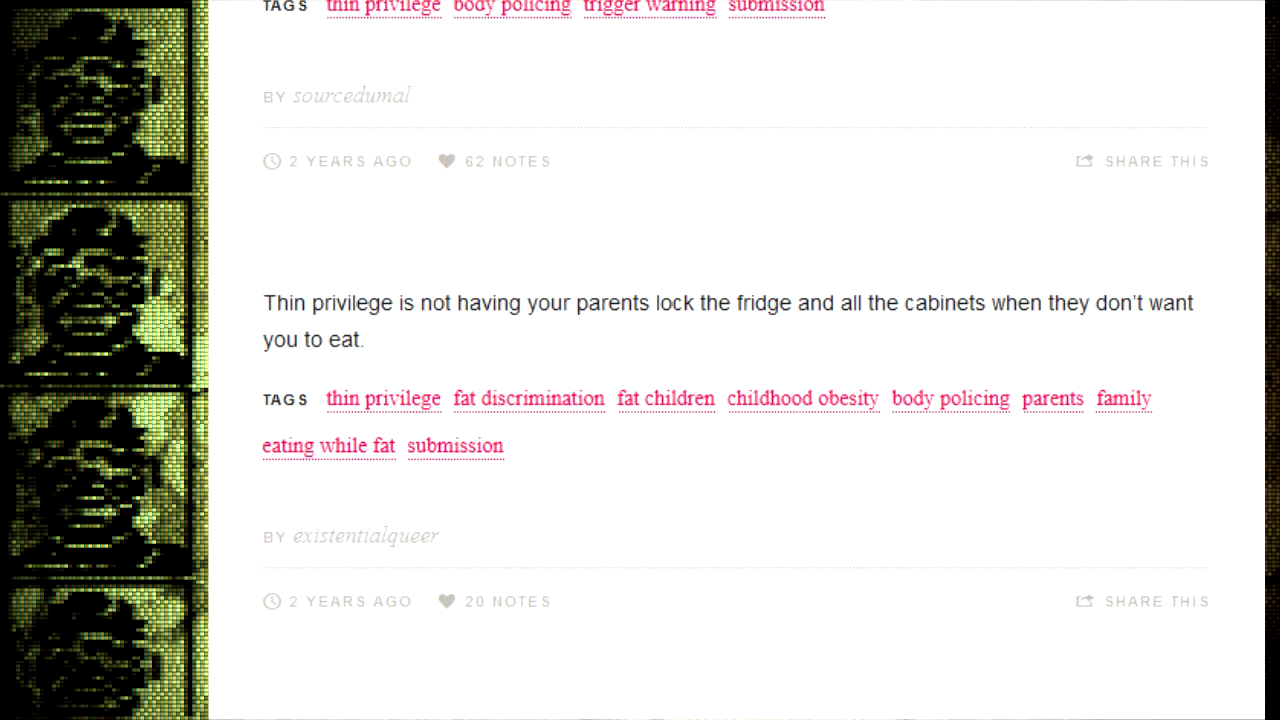 TAGS thin privilege body policing trigger warning submission
BY sourcedumal
2 YEARS AGO 62 NOTES SHARE THIS
Thin privilege is not having your parents lock the fridge and all the cabinets when they don’t want
you to eat.
TAGS thin privilege fat discrimination fat children childhood obesity body policing parents family
eating while fat submission
BY existentialqueer
2 YEARS AGO NOTES SHARE THIS